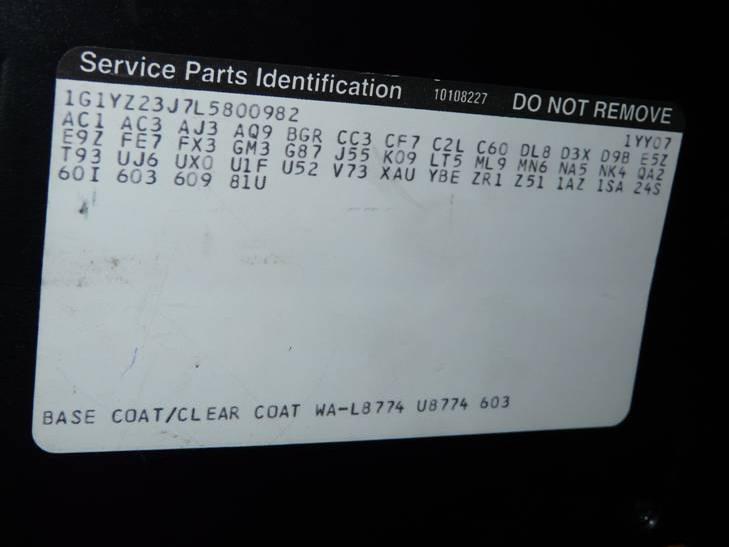 Service Parts Identification 10108227 DO NOT REMOVE
1G1YZ23J7L5800982 1YY07
AC1 AC3 AJ3 AQ9 BGR CC3 CF7 C2L C60 DL8 D3X D98 E5Z
E9Z FE7 FX3 GM3 G87 J55 K09 LT5 ML9 MN6 NA5 NK4 QA2
T93 UJ6 UX0 U1F U52 V73 XAU YBE ZR1 Z51 1AZ 1SA 24S
60I 603 609 81U
BASE COAT/CLEAR COAT WA-L8774 U8774 603